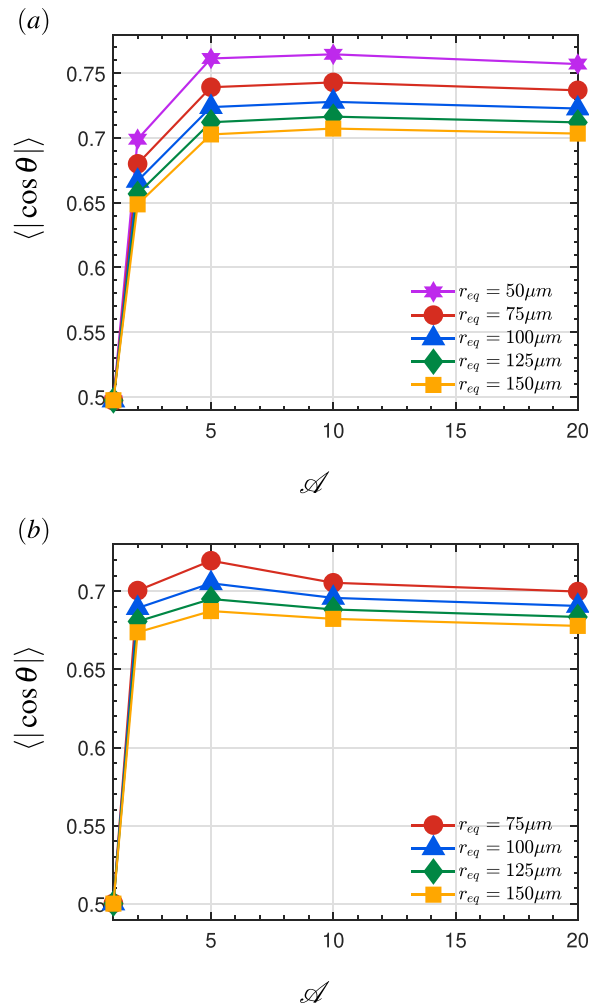 (a)
0.75
0.7
0.65
0.6
0.55
0.5
⟨|cos θ|⟩
r_eq = 50μm
r_eq = 75μm
r_eq = 100μm
r_eq = 125μm
r_eq = 150μm
5 10 15 20
𝒜
(b)
0.7
0.65
0.6
0.55
0.5
⟨|cos θ|⟩
r_eq = 75μm
r_eq = 100μm
r_eq = 125μm
r_eq = 150μm
5 10 15 20
𝒜